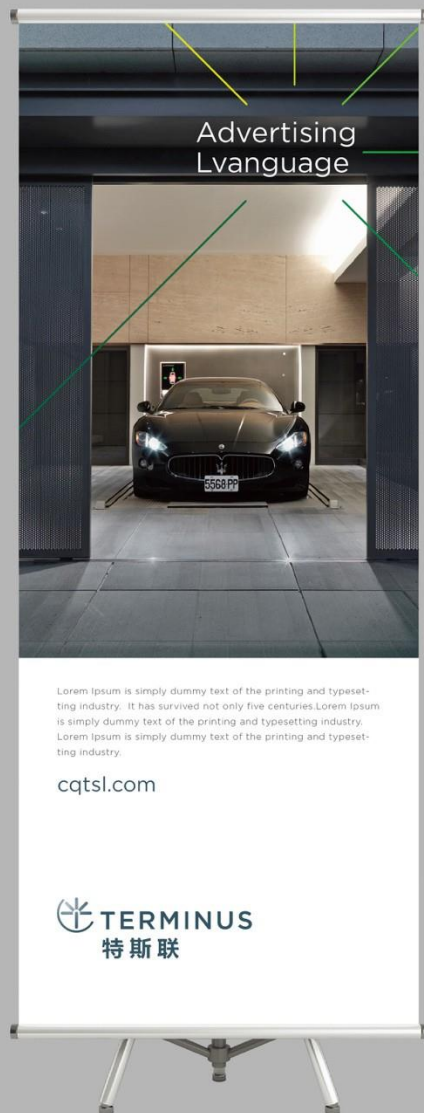 Advertising
Lvanguage
5568 PP
Lorem Ipsum is simply dummy text of the printing and typeset-
ting industry.  It has survived not only five centuries.Lorem Ipsum
is simply dummy text of the printing and typesetting industry.
Lorem Ipsum is simply dummy text of the printing and typeset-
ting industry.
cqtsl.com
TERMINUS
特斯联